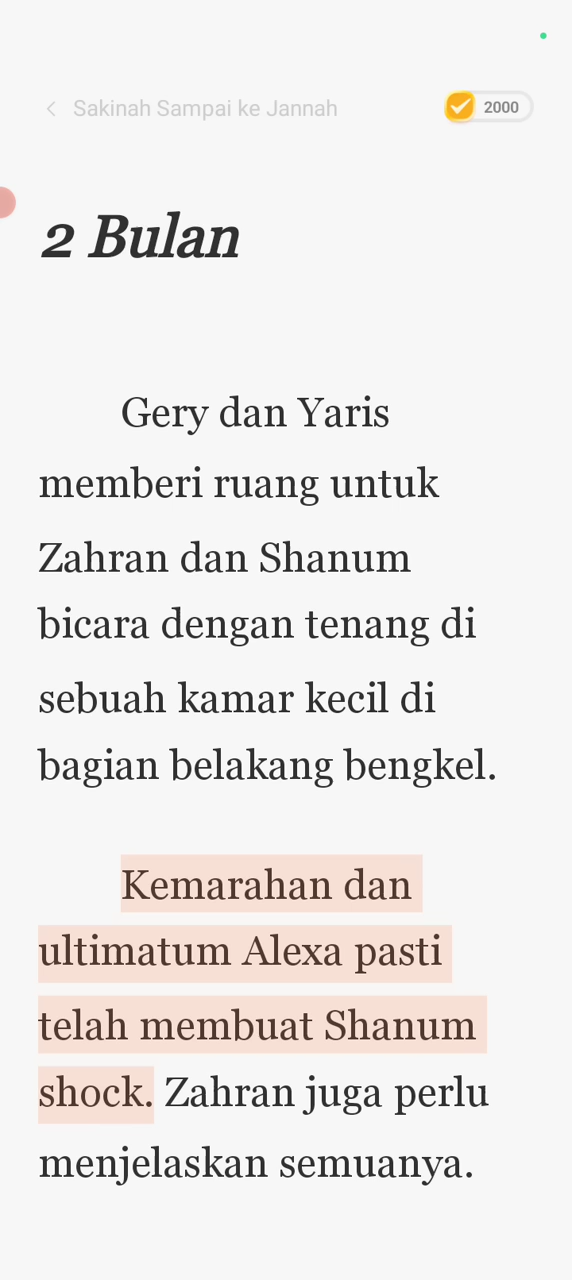 Sakinah Sampai ke Jannah
2000
2 Bulan
Gery dan Yaris
memberi ruang untuk
Zahran dan Shanum
bicara dengan tenang di
sebuah kamar kecil di
bagian belakang bengkel.
Kemarahan dan
ultimatum Alexa pasti
telah membuat Shanum
shock. Zahran juga perlu
menjelaskan semuanya.